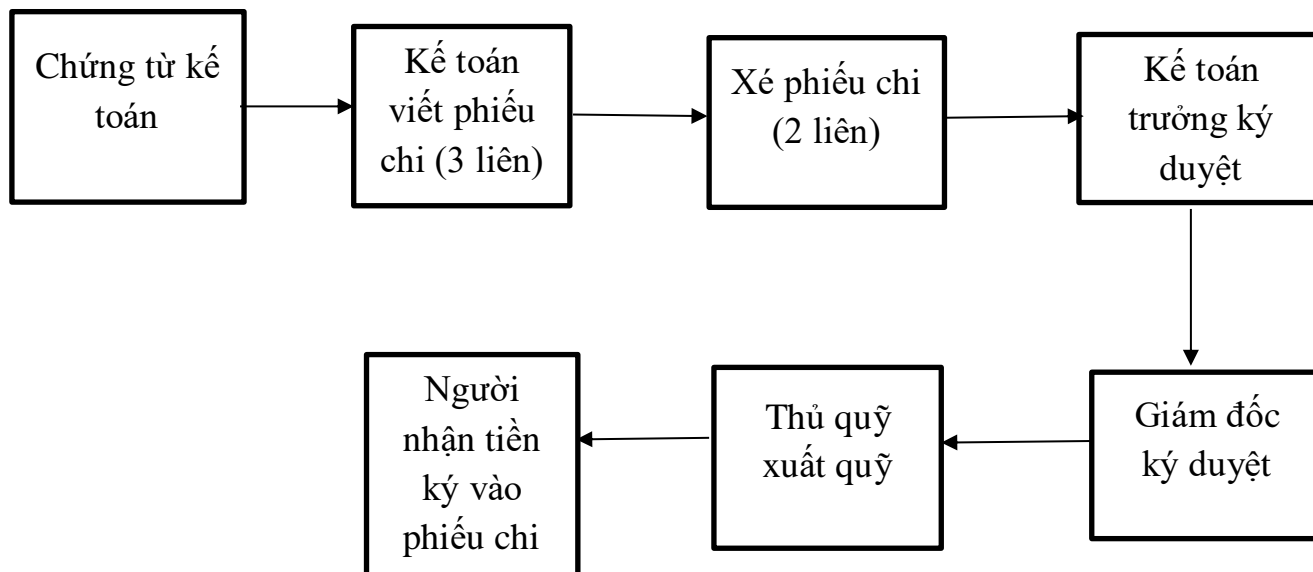 Chứng từ kế
toán
Kế toán
viết phiếu
chi (3 liên)
Xé phiếu chi
(2 liên)
Kế toán
trưởng ký
duyệt
Giám đốc
ký duyệt
Thủ quỹ
xuất quỹ
Người
nhận tiền
ký vào
phiếu chi